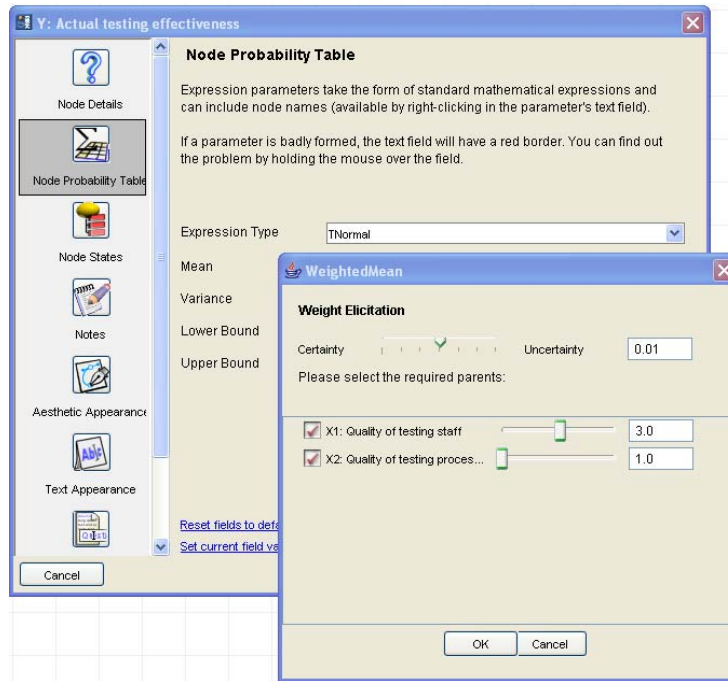 Y: Actual testing effectiveness
Node Probability Table
Expression parameters take the form of standard mathematical expressions and
can include node names (available by right-clicking in the parameter's text field).
If a parameter is badly formed, the text field will have a red border. You can find out
the problem by holding the mouse over the field.
Node Details
Node Probability Table
Node States
Notes
Aesthetic Appearance
Text Appearance
Expression Type
TNormal
Mean
Variance
Lower Bound
Upper Bound
Reset fields to defa
Set current field va
Cancel
WeightedMean
Weight Elicitation
Certainty
Uncertainty
0.01
Please select the required parents:
X1: Quality of testing staff
3.0
X2: Quality of testing proces...
1.0
OK
Cancel